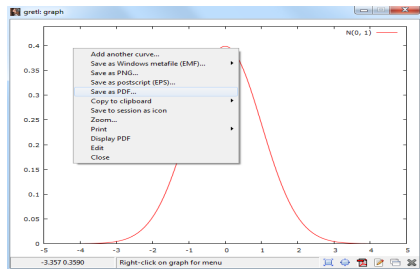 gretl: graph
N(0, 1)
0.4
0.35
0.3
0.25
0.2
0.15
0.1
0.05
0
-5 -4 -3 -2 -1 0 1 2 3 4 5
Add another curve...
Save as Windows metafile (EMF)...
Save as PNG...
Save as postscript (EPS)...
Save as PDF...
Copy to clipboard
Save to session as icon
Zoom...
Print
Display PDF
Edit
Close
-3.357 0.3590 Right-click on graph for menu